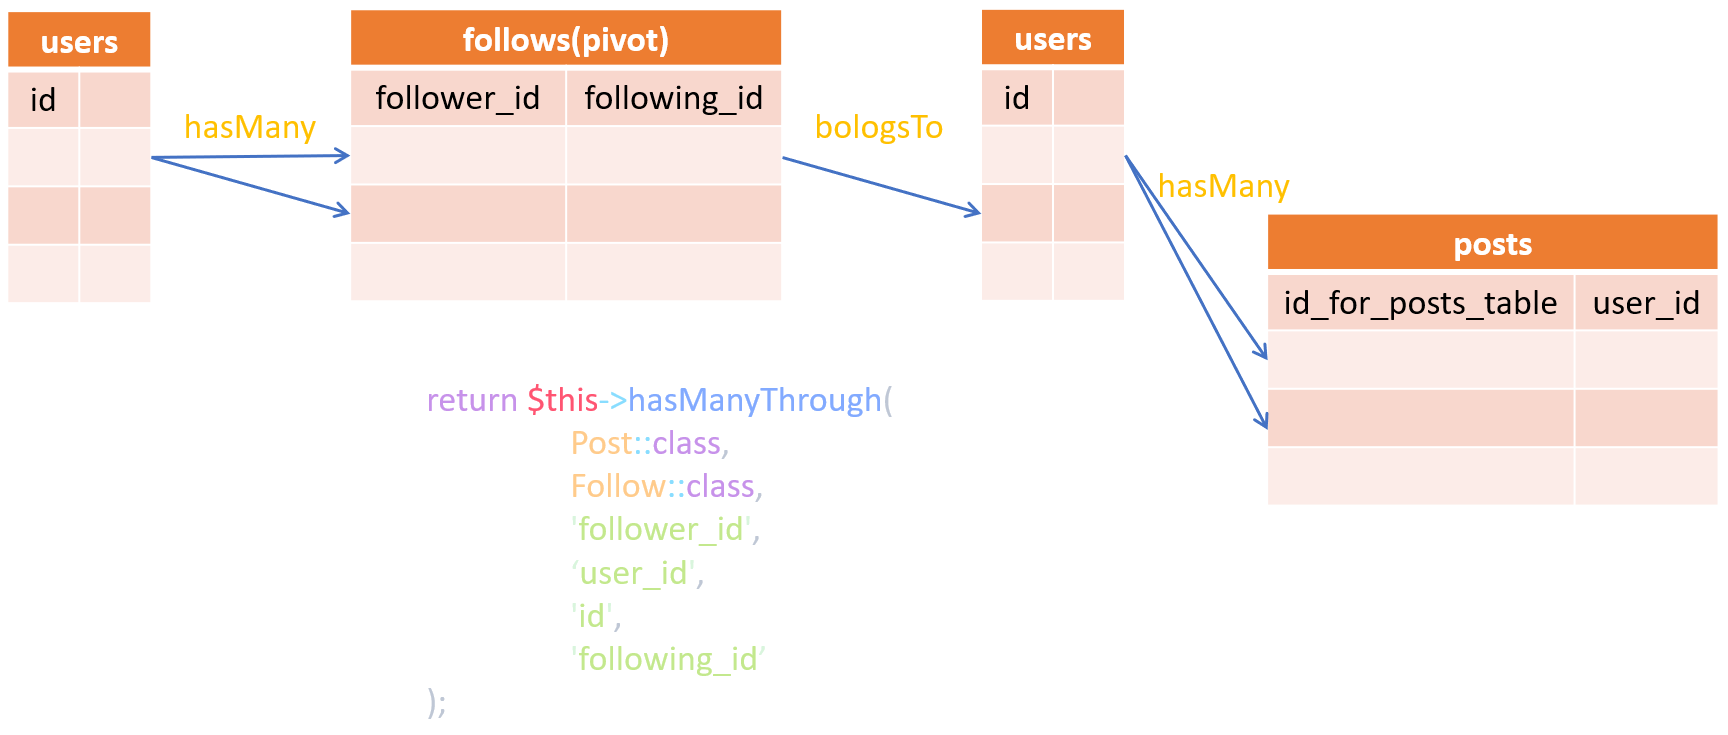 users
id
hasMany
follows(pivot)
follower_id following_id
bologsTo
users
id
hasMany
posts
id_for_posts_table user_id
return $this->hasManyThrough(
Post::class,
Follow::class,
'follower_id',
‘user_id',
'id',
'following_id’
);